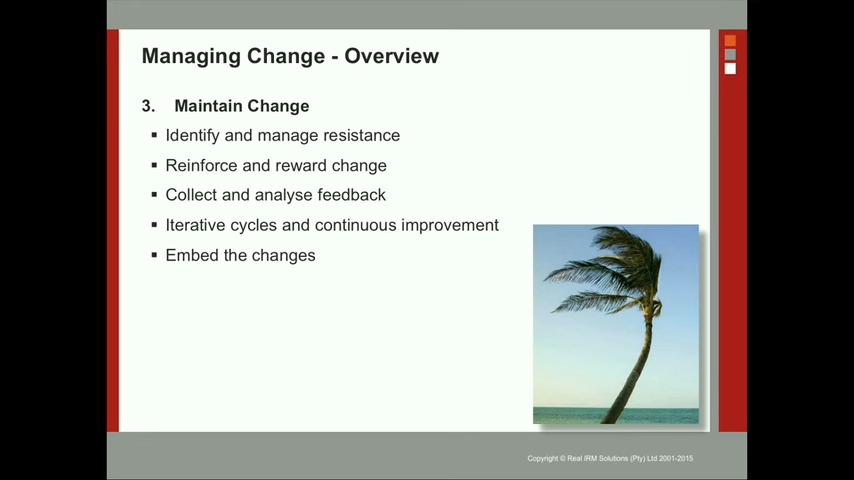 Managing Change - Overview
3. Maintain Change
▪ Identify and manage resistance
▪ Reinforce and reward change
▪ Collect and analyse feedback
▪ Iterative cycles and continuous improvement
▪ Embed the changes
Copyright © Real IRM Solutions (Pty) Ltd 2001-2015